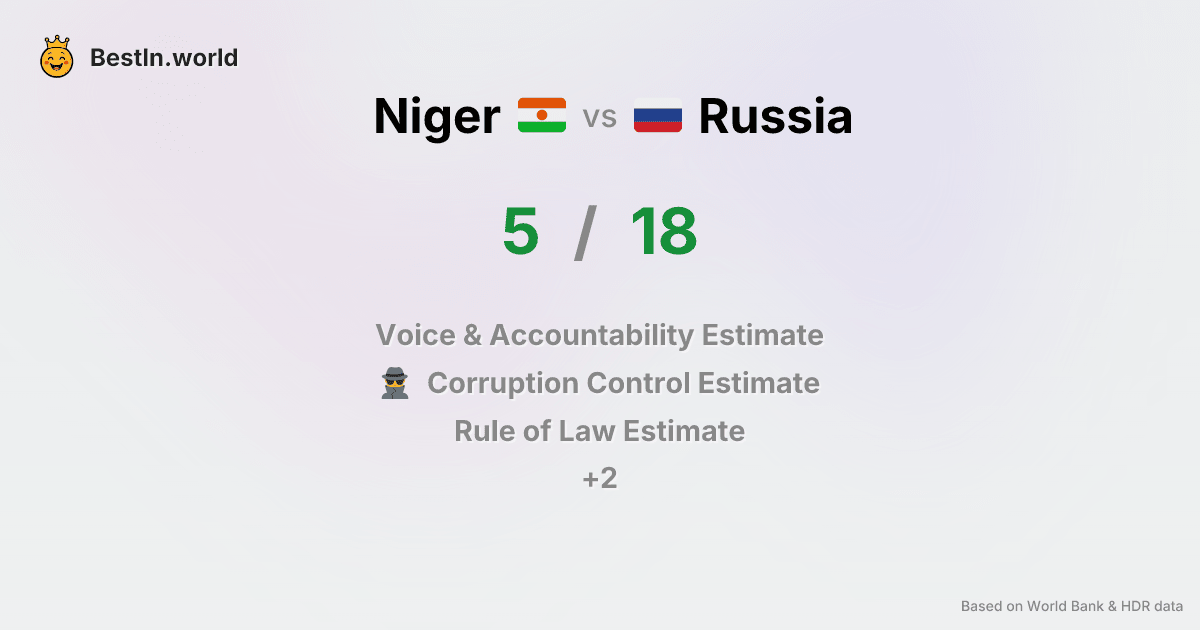 BestIn.world
Niger vs Russia
5 / 18
Voice & Accountability Estimate
Corruption Control Estimate
Rule of Law Estimate
+2
Based on World Bank & HDR data